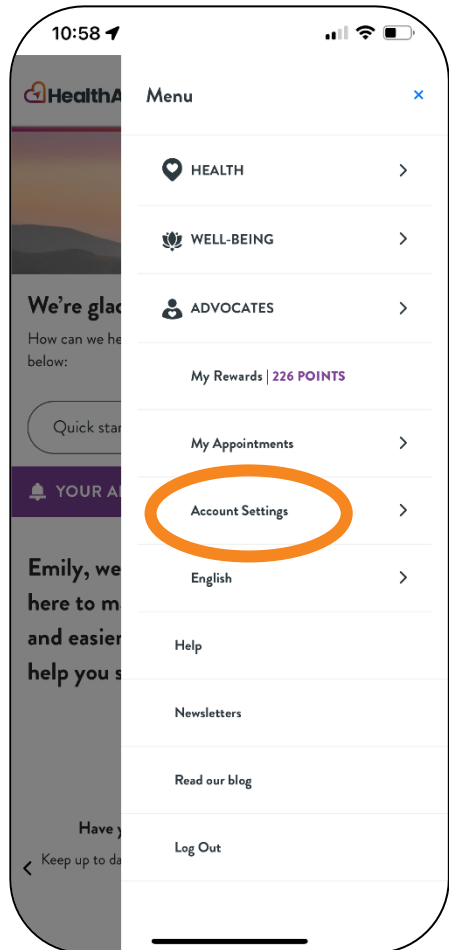 10:58
HealthA
Menu
HEALTH
WELL-BEING
ADVOCATES
We're glad
How can we he
below:
My Rewards | 226 POINTS
Quick star
My Appointments
YOUR A
Account Settings
Emily, we
here to m
and easier
help you s
English
Help
Newsletters
Read our blog
Have y
Keep up to da
Log Out